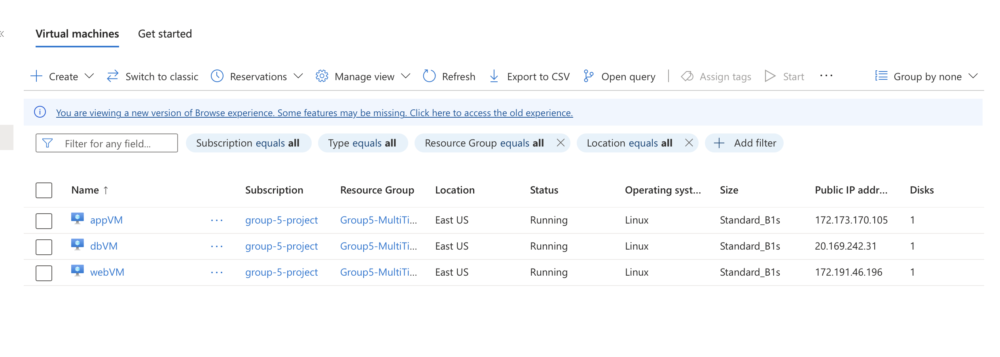 Virtual machines Get started
Create Switch to classic Reservations Manage view Refresh Export to CSV Open query Assign tags Start ... Group by none
You are viewing a new version of Browse experience. Some features may be missing. Click here to access the old experience.
Filter for any field... Subscription equals all Type equals all Resource Group equals all Location equals all Add filter
Name ↑ Subscription Resource Group Location Status Operating syst... Size Public IP addr... Disks
appVM ... group-5-project Group5-MultiTi... East US Running Linux Standard_B1s 172.173.170.105 1
dbVM ... group-5-project Group5-MultiTi... East US Running Linux Standard_B1s 20.169.242.31 1
webVM ... group-5-project Group5-MultiTi... East US Running Linux Standard_B1s 172.191.46.196 1